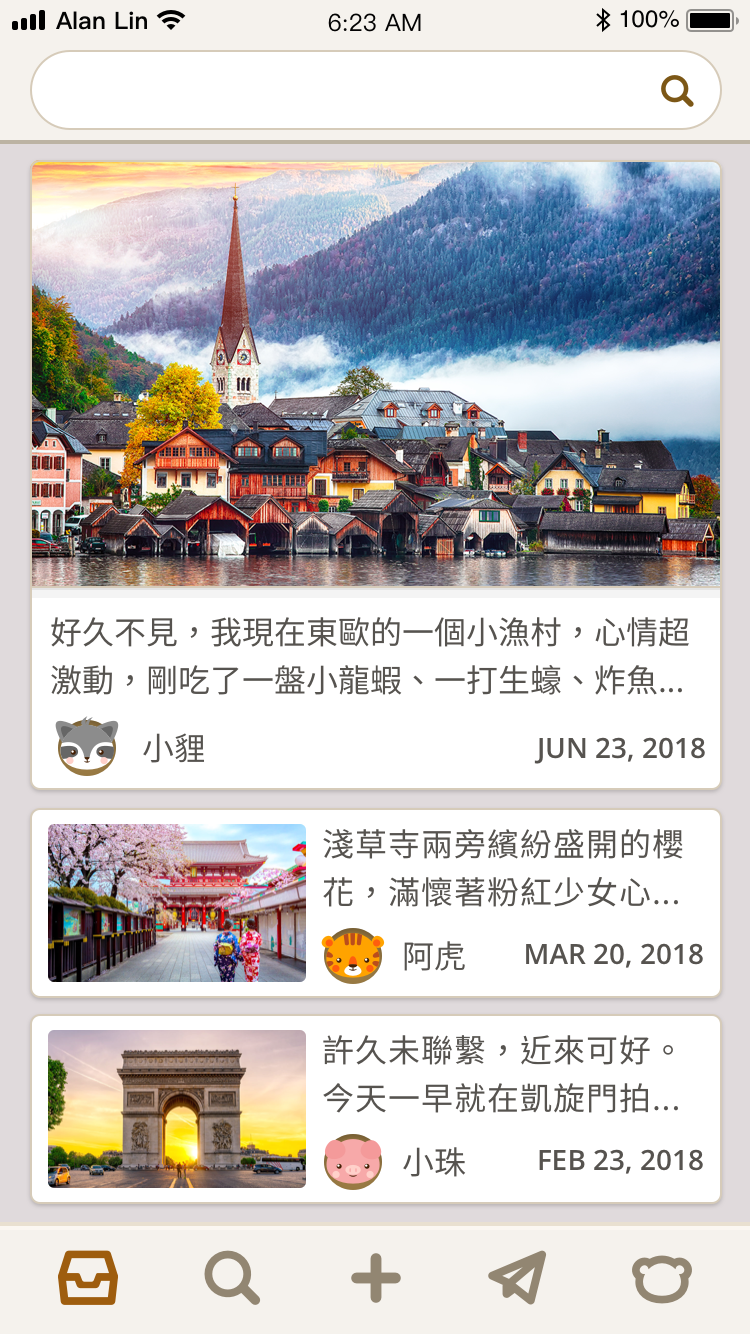 Alan Lin
6:23 AM
100%
好久不見，我現在東歐的一個小漁村，心情超
激動，剛吃了一盤小龍蝦、一打生蠔、炸魚...
小狸
JUN 23, 2018
淺草寺兩旁繽紛盛開的櫻
花，滿懷著粉紅少女心...
阿虎
MAR 20, 2018
許久未聯繫，近來可好。
今天一早就在凱旋門拍...
小珠
FEB 23, 2018